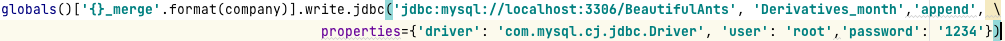 globals()['{}_merge'.format(company)].write.jdbc('jdbc:mysql://localhost:3306/BeautifulAnts', 'Derivatives_month','append', \
properties={'driver': 'com.mysql.cj.jdbc.Driver', 'user': 'root','password': '1234'})